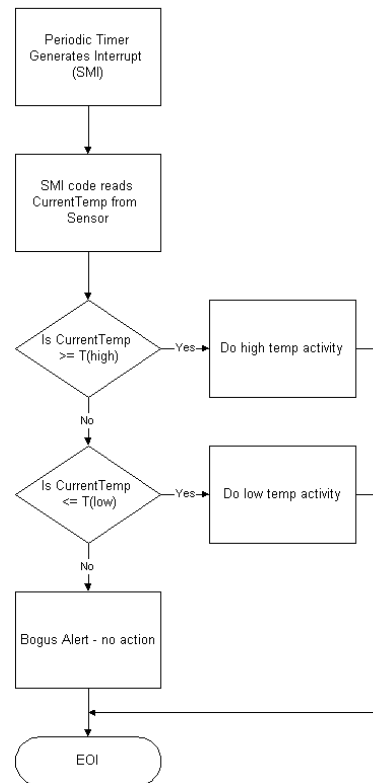 Periodic Timer
Generates Interrupt
(SMI)
SMI code reads
CurrentTemp from
Sensor
Is CurrentTemp
>= T(high)
Yes
Do high temp activity
No
Is CurrentTemp
<= T(low)
Yes
Do low temp activity
No
Bogus Alert - no action
EOI